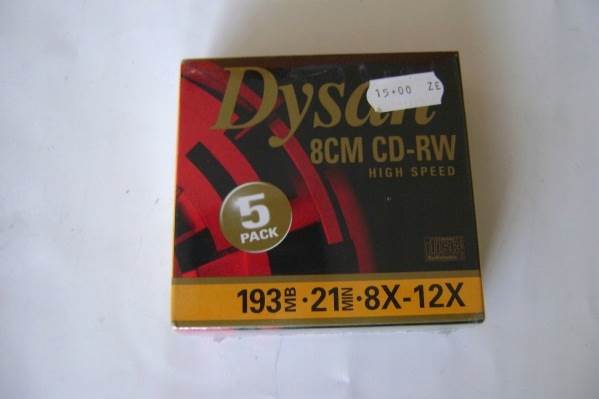 Dysan
15.00 ZE
8CM CD-RW
HIGH SPEED
5
PACK
193MB·21MIN·8X-12X